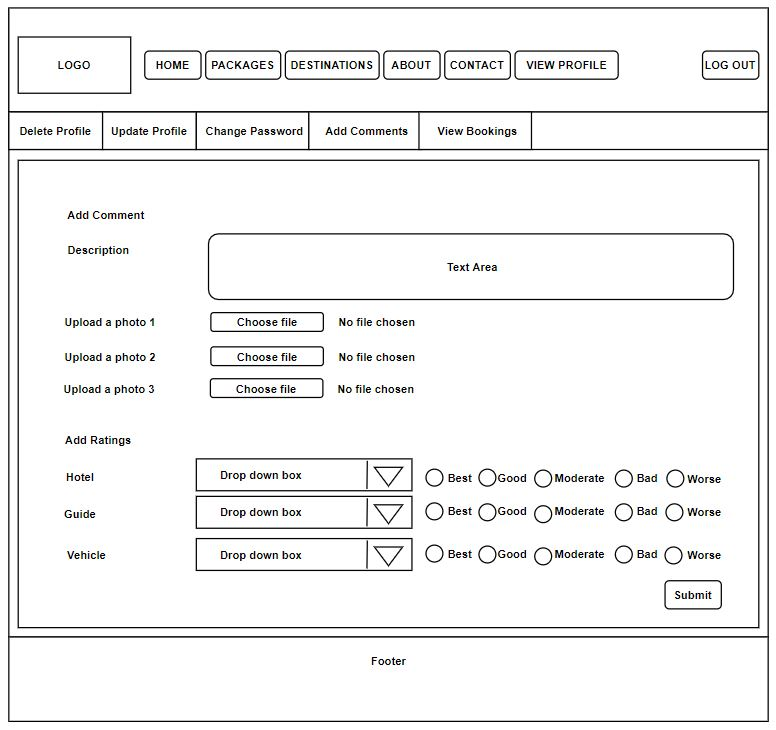 LOGO HOME PACKAGES DESTINATIONS ABOUT CONTACT VIEW PROFILE LOG OUT
Delete Profile Update Profile Change Password Add Comments View Bookings
Add Comment
Description
Text Area
Upload a photo 1 Choose file No file chosen
Upload a photo 2 Choose file No file chosen
Upload a photo 3 Choose file No file chosen
Add Ratings
Hotel Drop down box Best Good Moderate Bad Worse
Guide Drop down box Best Good Moderate Bad Worse
Vehicle Drop down box Best Good Moderate Bad Worse
Submit
Footer